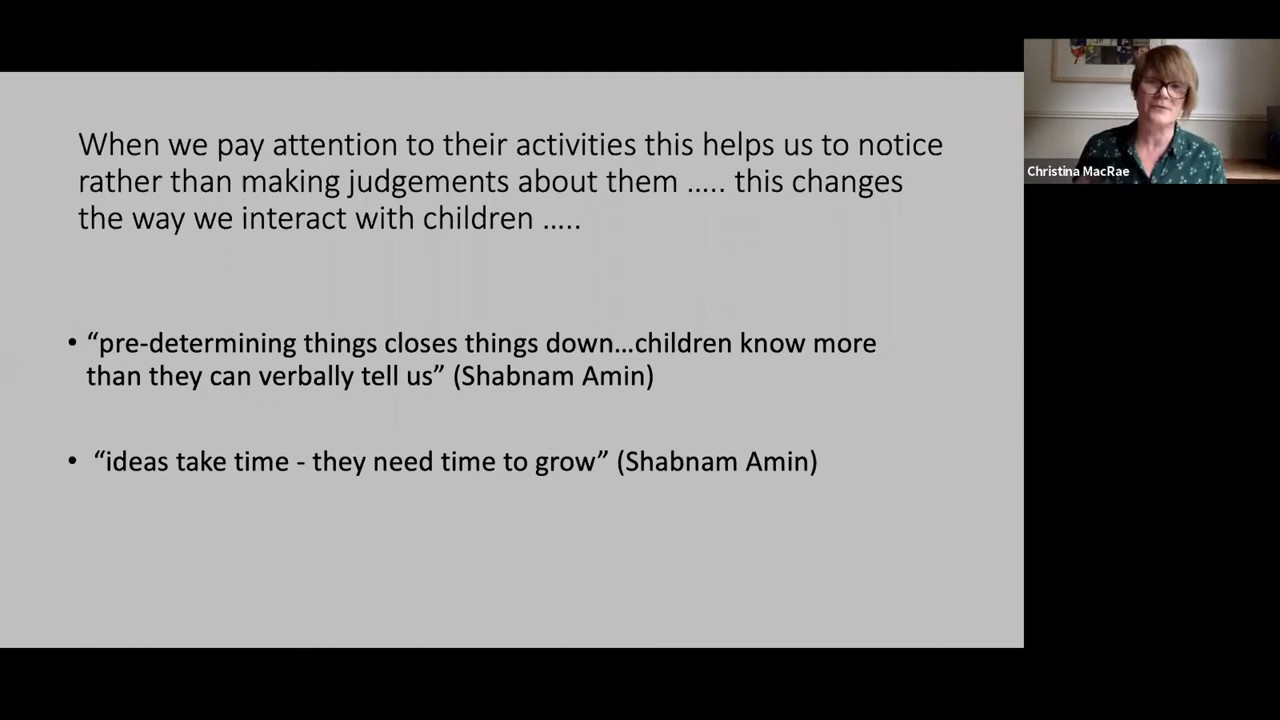 When we pay attention to their activities this helps us to notice
rather than making judgements about them ..... this changes
the way we interact with children .....
• “pre-determining things closes things down...children know more
than they can verbally tell us” (Shabnam Amin)
• “ideas take time - they need time to grow” (Shabnam Amin)
Christina MacRae